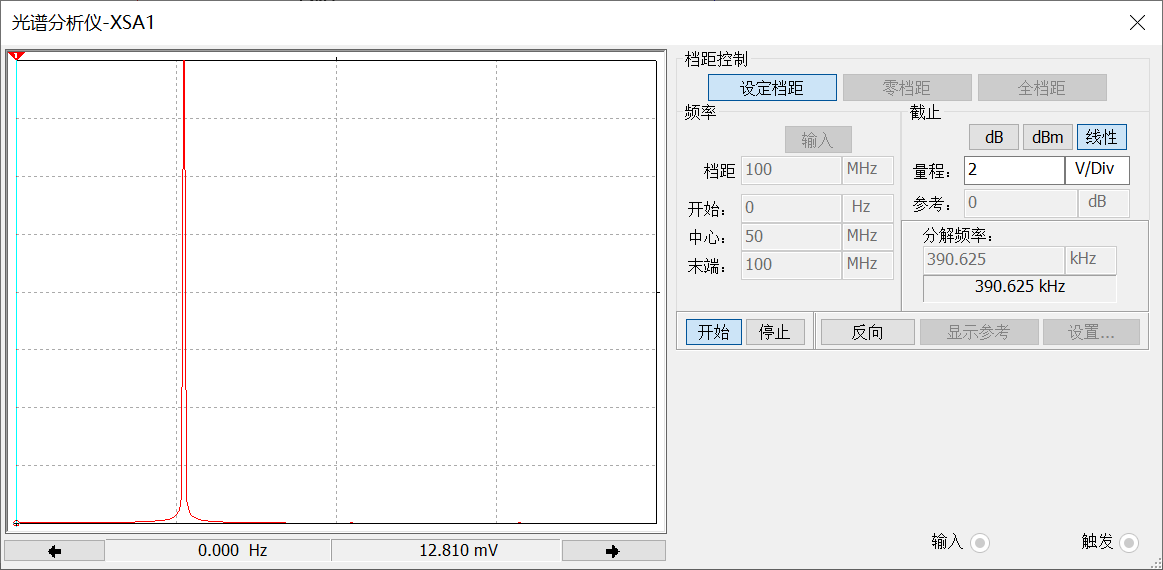 光谱分析仪-XSA1
1
档距控制
设定档距 零档距 全档距
频率
输入
档距 100 MHz
开始: 0 Hz
中心: 50 MHz
末端: 100 MHz
截止
dB dBm 线性
量程: 2 V/Div
参考: 0 dB
分解频率:
390.625 kHz
390.625 kHz
开始 停止 反向 显示参考 设置...
0.000 Hz 12.810 mV
输入 触发